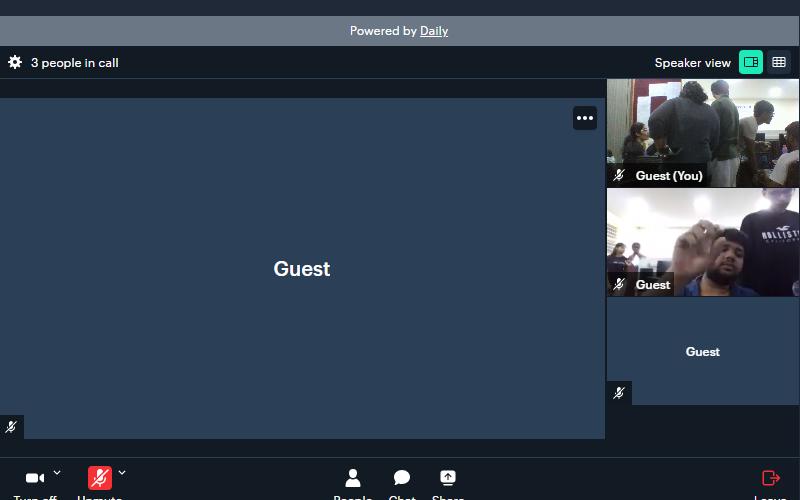 Powered by Daily
3 people in call
Speaker view
Guest
Guest (You)
HOLLISTE
Guest
Guest
Turn off
Unmute
People
Chat
Share
Leave